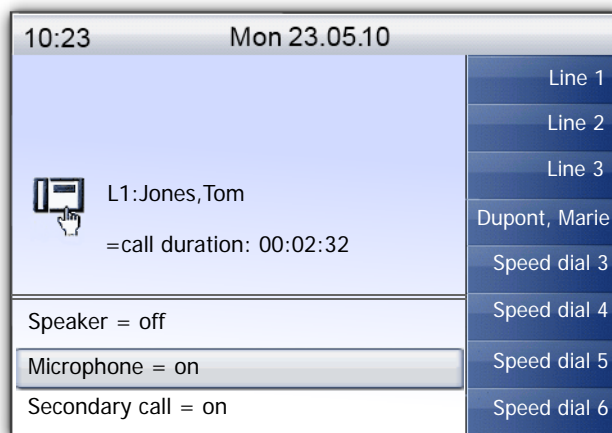 10:23 Mon 23.05.10
L1:Jones,Tom
=call duration: 00:02:32
Speaker = off
Microphone = on
Secondary call = on
Line 1
Line 2
Line 3
Dupont, Marie
Speed dial 3
Speed dial 4
Speed dial 5
Speed dial 6